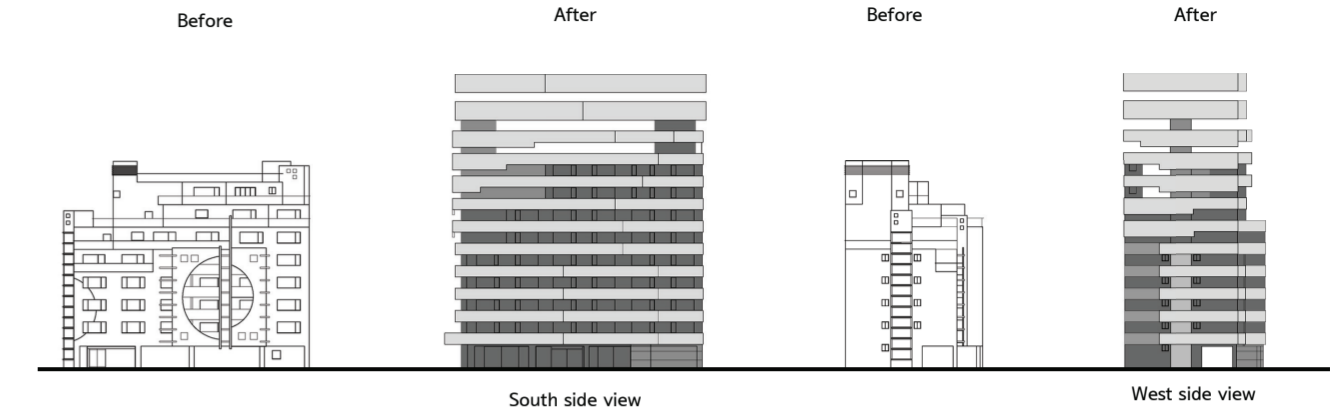 Before
After
Before
After
South side view
West side view